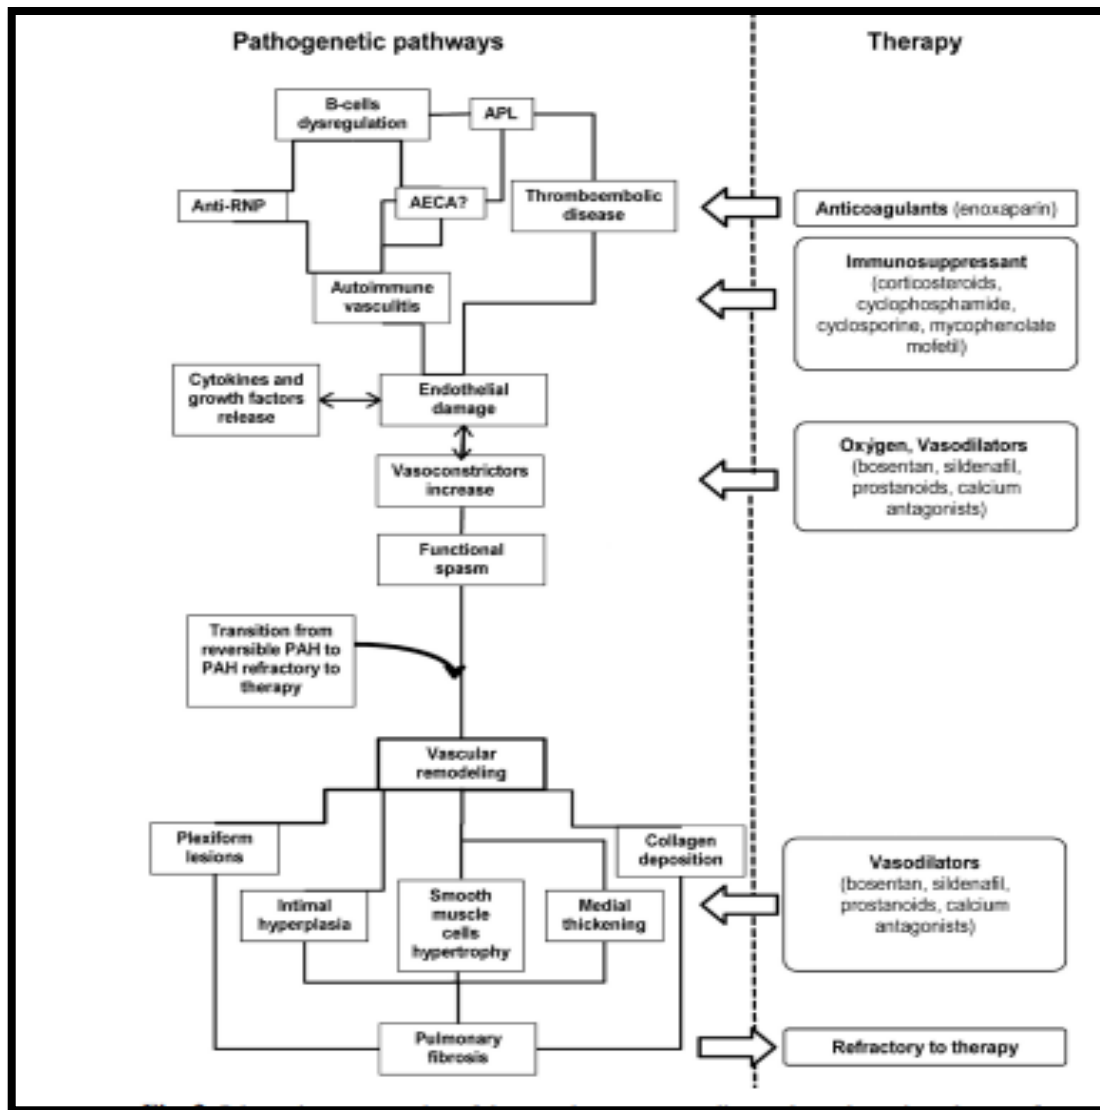 Pathogenetic pathways
Therapy
B-cells
dysregulation
APL
Anti-RNP
AECA?
Thromboembolic
disease
Anticoagulants (enoxaparin)
Autoimmune
vasculitis
Immunosuppressant
(corticosteroids,
cyclophosphamide,
cyclosporine, mycophenolate
mofetil)
Cytokines and
growth factors
release
Endothelial
damage
Vasoconstrictors
increase
Oxygen, Vasodilators
(bosentan, sildenafil,
prostanoids, calcium
antagonists)
Functional
spasm
Transition from
reversible PAH to
PAH refractory to
therapy
Vascular
remodeling
Plexiform
lesions
Collagen
deposition
Intimal
hyperplasia
Smooth
muscle
cells
hypertrophy
Medial
thickening
Vasodilators
(bosentan, sildenafil,
prostanoids, calcium
antagonists)
Pulmonary
fibrosis
Refractory to therapy